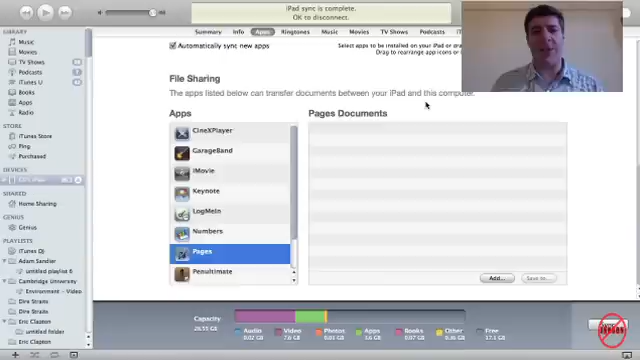 iPad sync is complete.
OK to disconnect.
Summary
Info
Apps
Ringtones
Music
Movies
TV Shows
Podcasts
LIBRARY
Music
Movies
TV Shows
Podcasts
iTunes U
Books
Apps
Radio
STORE
iTunes Store
Ping
Purchased
DEVICES
SHARED
Home Sharing
GENIUS
Genius
PLAYLISTS
iTunes DJ
Adam Sandler
untitled playlist 6
Cambridge University
Environment – Video
Dire Straits
Dire Straits
Eric Clapton
untitled folder
Eric Clapton
Automatically sync new apps
Select apps to be installed on your iPad or
Drag to rearrange app icons
File Sharing
The apps listed below can transfer documents between your iPad and this computer.
Apps
Pages Documents
CineXPlayer
GarageBand
iMovie
Keynote
LogMeIn
Numbers
Pages
Penultimate
Add...
Save to...
Capacity
Audio
Video
7.6 GB
Photos
Apps
Books
Other
Free